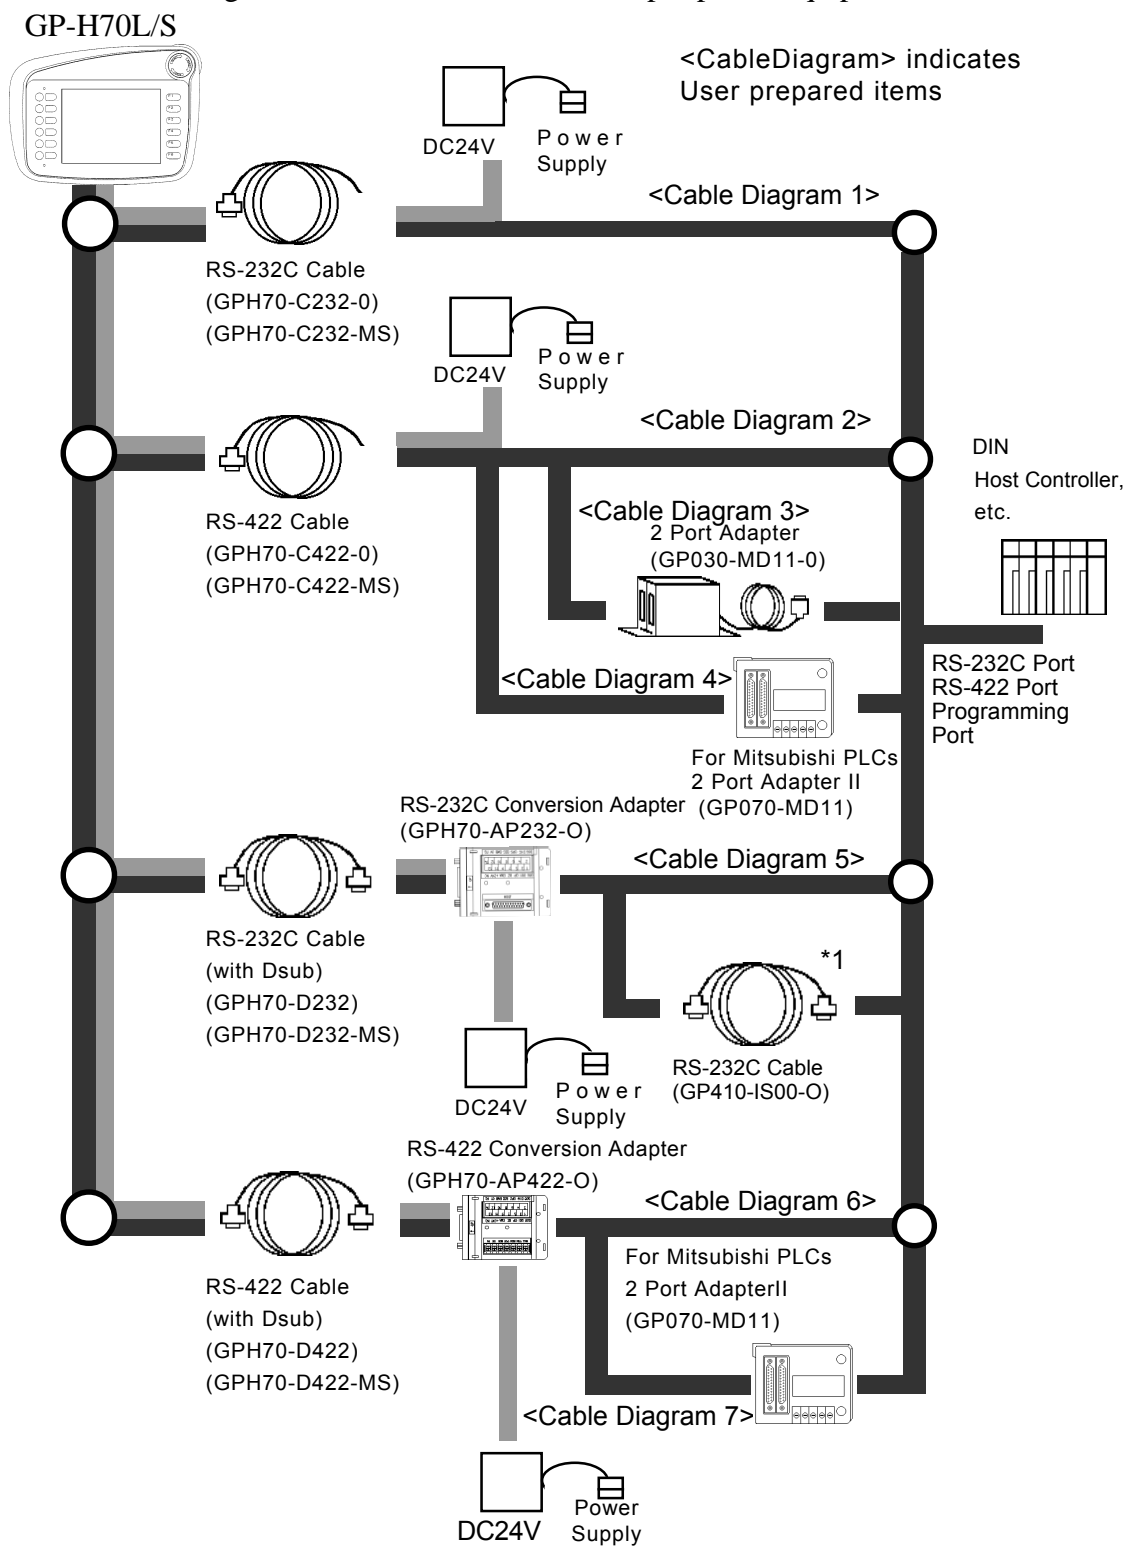 GP-H70L/S
<CableDiagram> indicates
User prepared items
DC24V
Power
Supply
<Cable Diagram 1>
RS-232C Cable
(GPH70-C232-0)
(GPH70-C232-MS)
DC24V
Power
Supply
<Cable Diagram 2>
RS-422 Cable
(GPH70-C422-0)
(GPH70-C422-MS)
DIN
Host Controller,
etc.
<Cable Diagram 3>
2 Port Adapter
(GP030-MD11-0)
<Cable Diagram 4>
RS-232C Port
RS-422 Port
Programming
Port
For Mitsubishi PLCs
2 Port Adapter II
(GP070-MD11)
RS-232C Conversion Adapter
(GPH70-AP232-O)
<Cable Diagram 5>
RS-232C Cable
(with Dsub)
(GPH70-D232)
(GPH70-D232-MS)
*1
RS-232C Cable
(GP410-IS00-O)
DC24V
Power
Supply
RS-422 Conversion Adapter
(GPH70-AP422-O)
<Cable Diagram 6>
For Mitsubishi PLCs
2 Port AdapterII
(GP070-MD11)
RS-422 Cable
(with Dsub)
(GPH70-D422)
(GPH70-D422-MS)
<Cable Diagram 7>
DC24V
Power
Supply